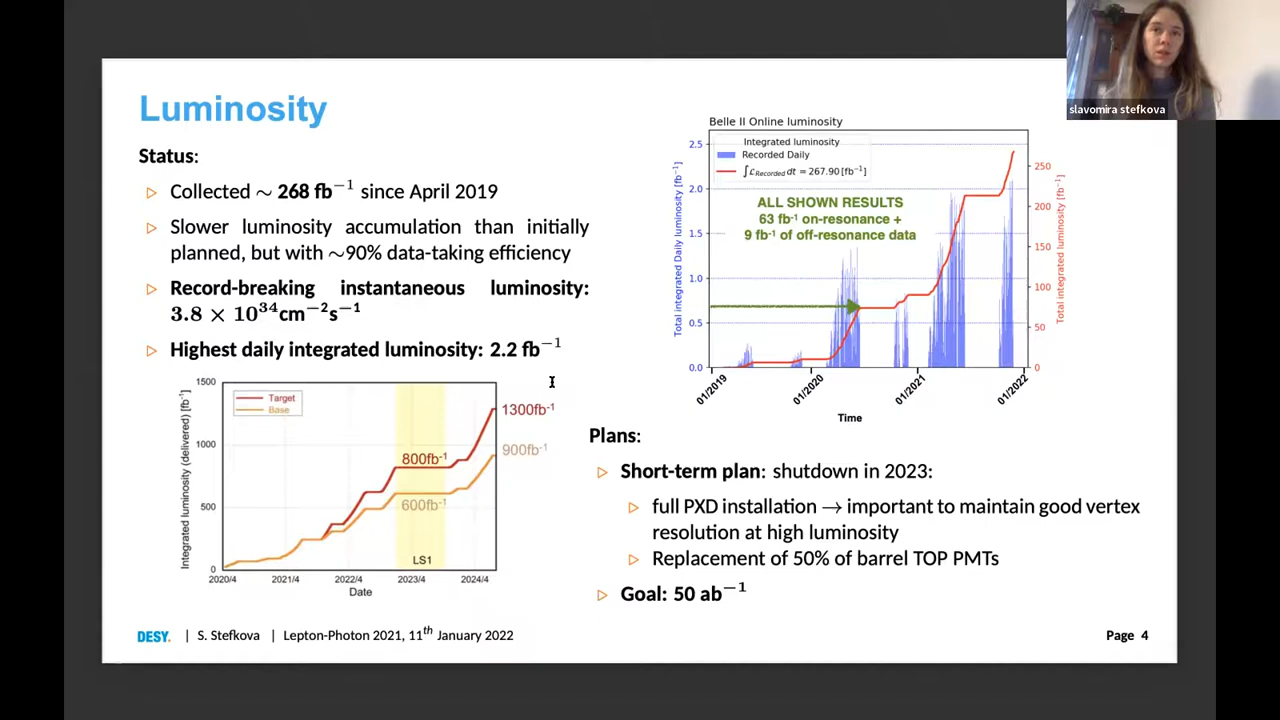 slavomira stefkova
Luminosity
Status:
▷ Collected ∼ 268 fb⁻¹ since April 2019
▷ Slower luminosity accumulation than initially
planned, but with ∼90% data-taking efficiency
▷ Record-breaking instantaneous luminosity:
3.8 × 10³⁴cm⁻²s⁻¹
▷ Highest daily integrated luminosity: 2.2 fb⁻¹
Integrated luminosity (delivered) [fb⁻¹]
1500
1000
500
0
Target
Base
1300fb⁻¹
900fb⁻¹
800fb⁻¹
600fb⁻¹
LS1
2020/4 2021/4 2022/4 2023/4 2024/4
Date
Belle II Online luminosity
Total integrated Daily luminosity [fb⁻¹]
2.5
2.0
1.5
1.0
0.5
0.0
Integrated luminosity
Recorded Daily
∫ℒ_Recorded dt = 267.90 [fb⁻¹]
ALL SHOWN RESULTS
63 fb⁻¹ on-resonance +
9 fb⁻¹ of off-resonance data
250
200
150
100
50
0
Total integrated luminosity [fb⁻¹]
01/2019 01/2020 01/2021 01/2022
Time
Plans:
▷ Short-term plan: shutdown in 2023:
▷ full PXD installation → important to maintain good vertex
resolution at high luminosity
▷ Replacement of 50% of barrel TOP PMTs
▷ Goal: 50 ab⁻¹
DESY. | S. Stefkova | Lepton-Photon 2021, 11ᵗʰ January 2022
Page 4